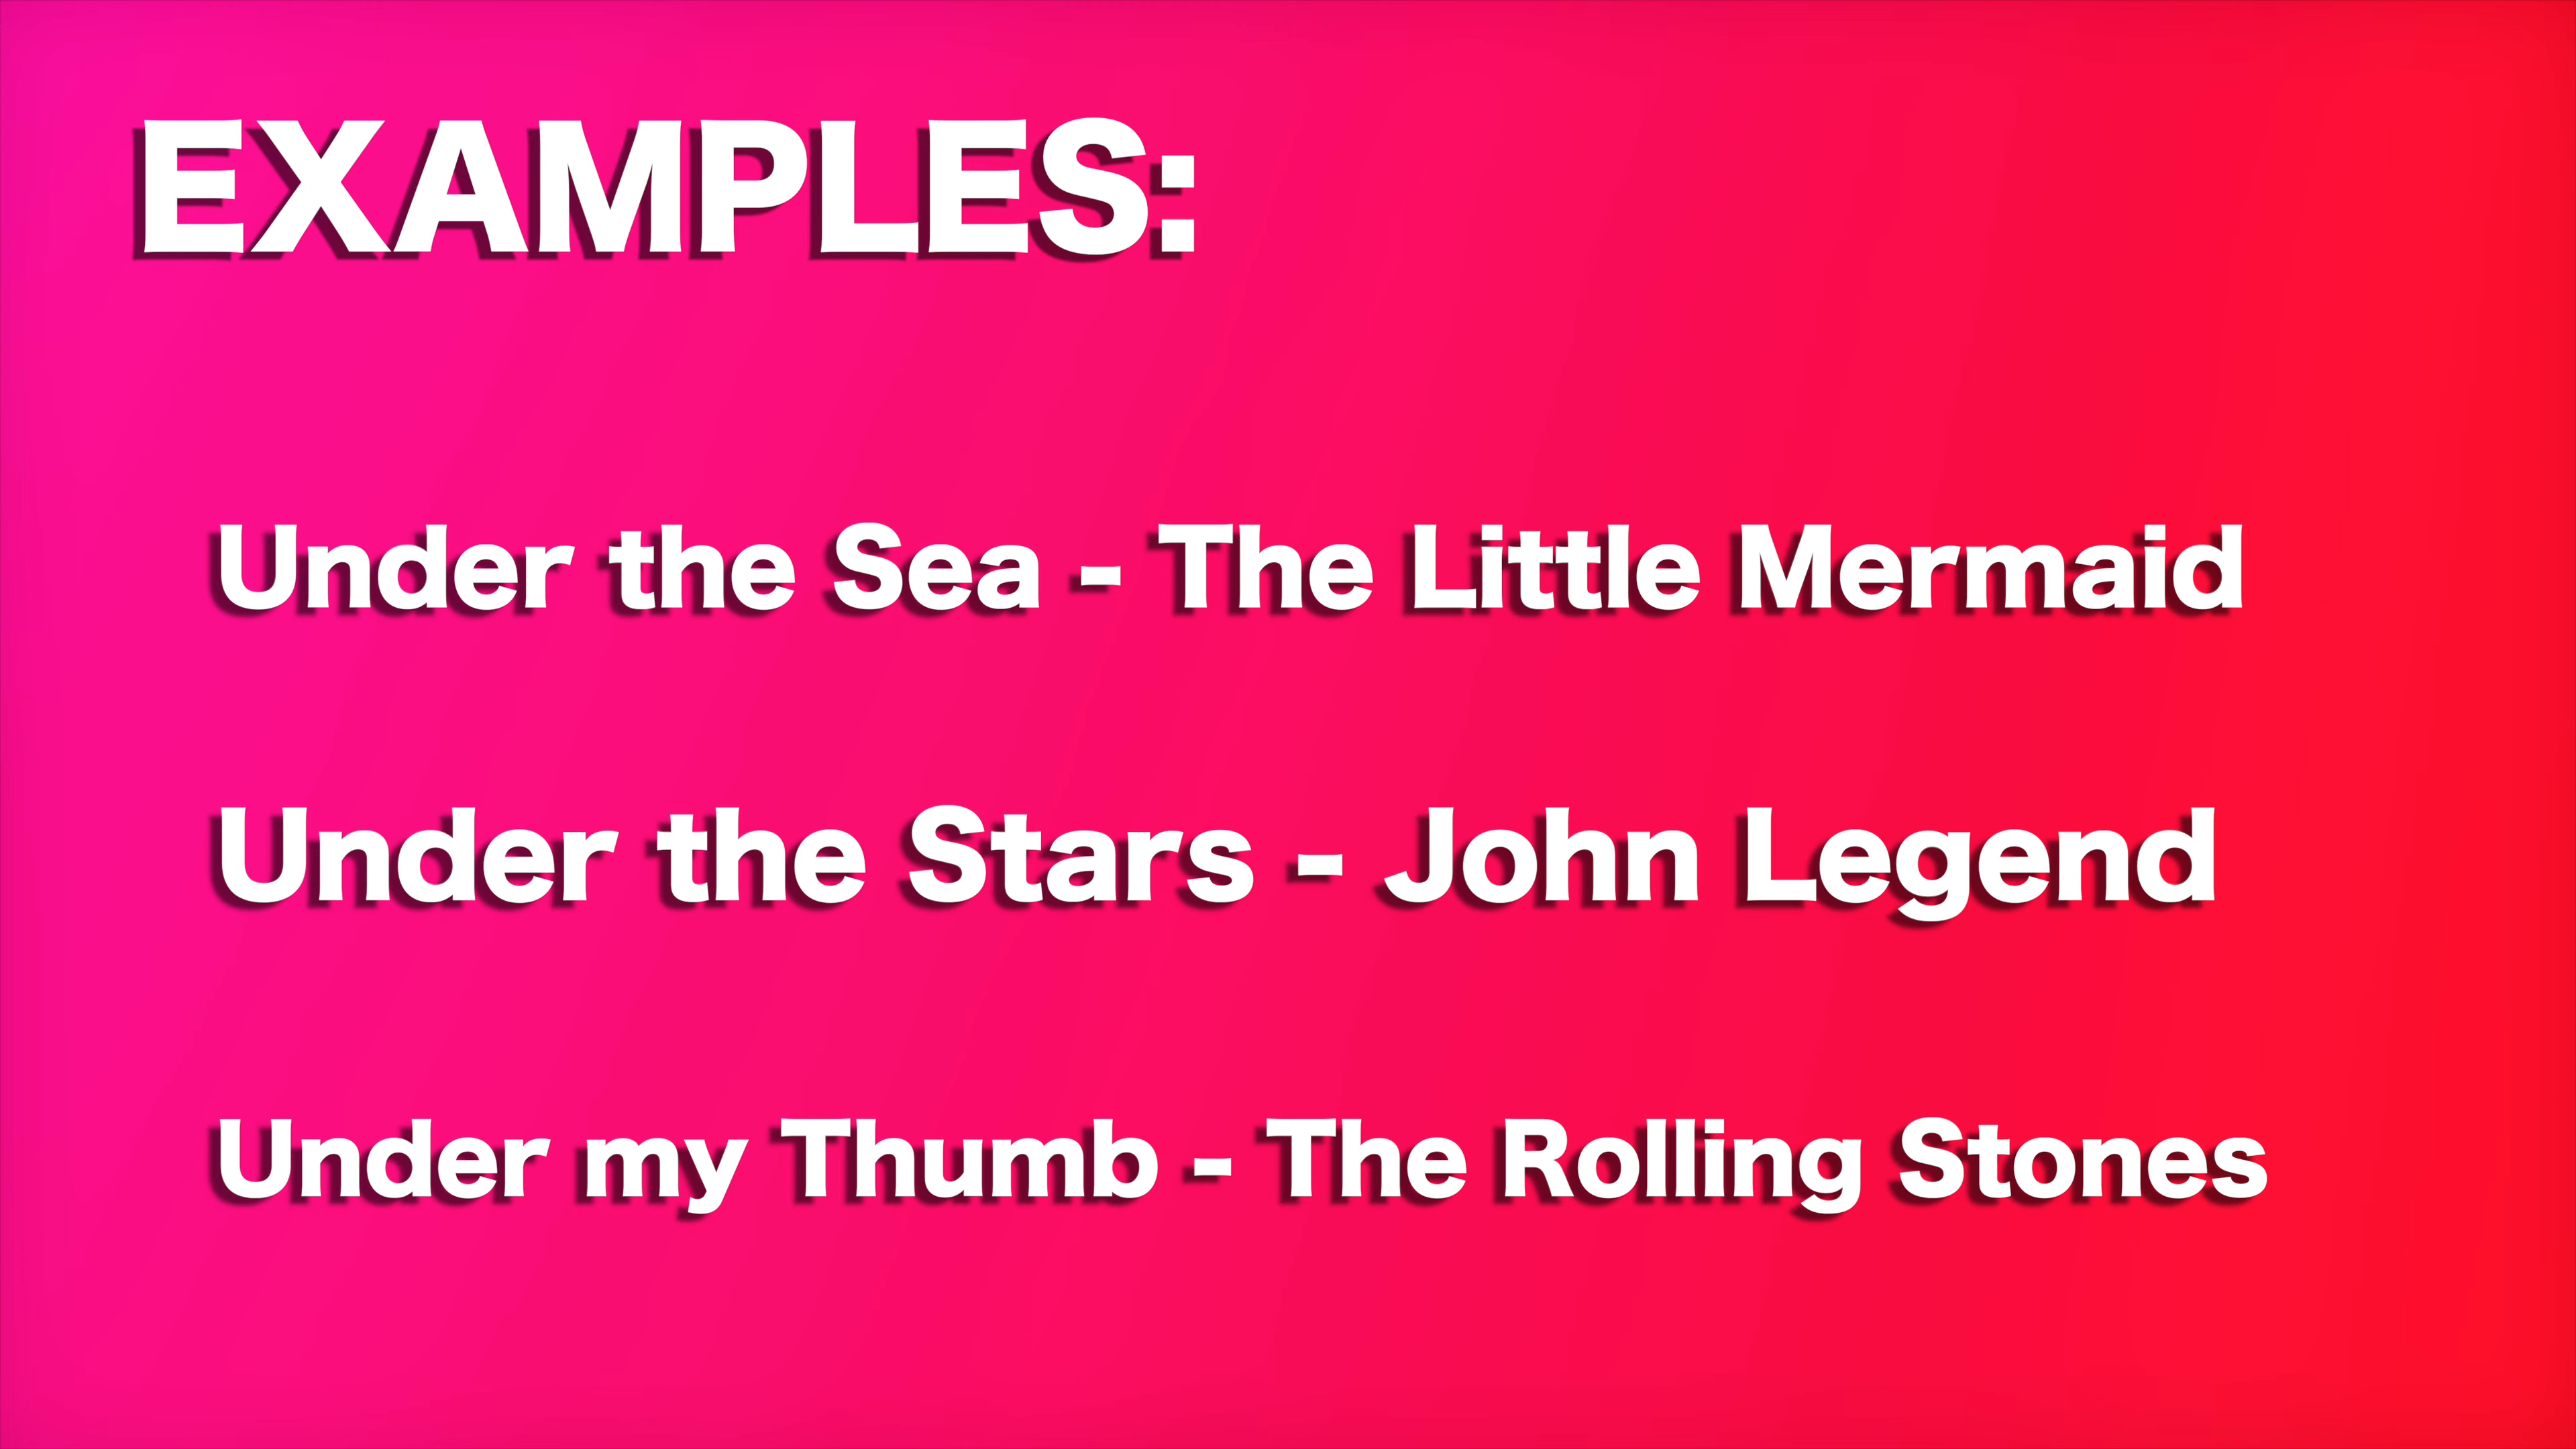 EXAMPLES:
Under the Sea - The Little Mermaid
Under the Stars - John Legend
Under my Thumb - The Rolling Stones